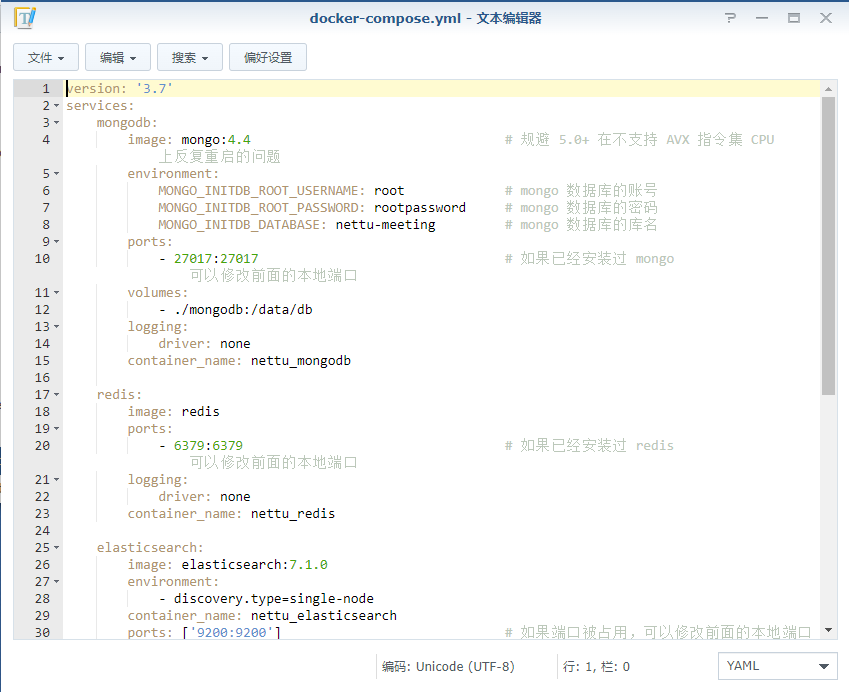 docker-compose.yml - 文本编辑器
文件 编辑 搜索 偏好设置
1 version: '3.7'
2 services:
3 mongodb:
4 image: mongo:4.4 # 规避 5.0+ 在不支持 AVX 指令集 CPU
上反复重启的问题
5 environment:
6 MONGO_INITDB_ROOT_USERNAME: root # mongo 数据库的账号
7 MONGO_INITDB_ROOT_PASSWORD: rootpassword # mongo 数据库的密码
8 MONGO_INITDB_DATABASE: nettu-meeting # mongo 数据库的库名
9 ports:
10 - 27017:27017 # 如果已经安装过 mongo
可以修改前面的本地端口
11 volumes:
12 - ./mongodb:/data/db
13 logging:
14 driver: none
15 container_name: nettu_mongodb
16
17 redis:
18 image: redis
19 ports:
20 - 6379:6379 # 如果已经安装过 redis
可以修改前面的本地端口
21 logging:
22 driver: none
23 container_name: nettu_redis
24
25 elasticsearch:
26 image: elasticsearch:7.1.0
27 environment:
28 - discovery.type=single-node
29 container_name: nettu_elasticsearch
30 ports: ['9200:9200'] # 如果端口被占用，可以修改前面的本地端口
编码: Unicode (UTF-8) 行: 1, 栏: 0 YAML